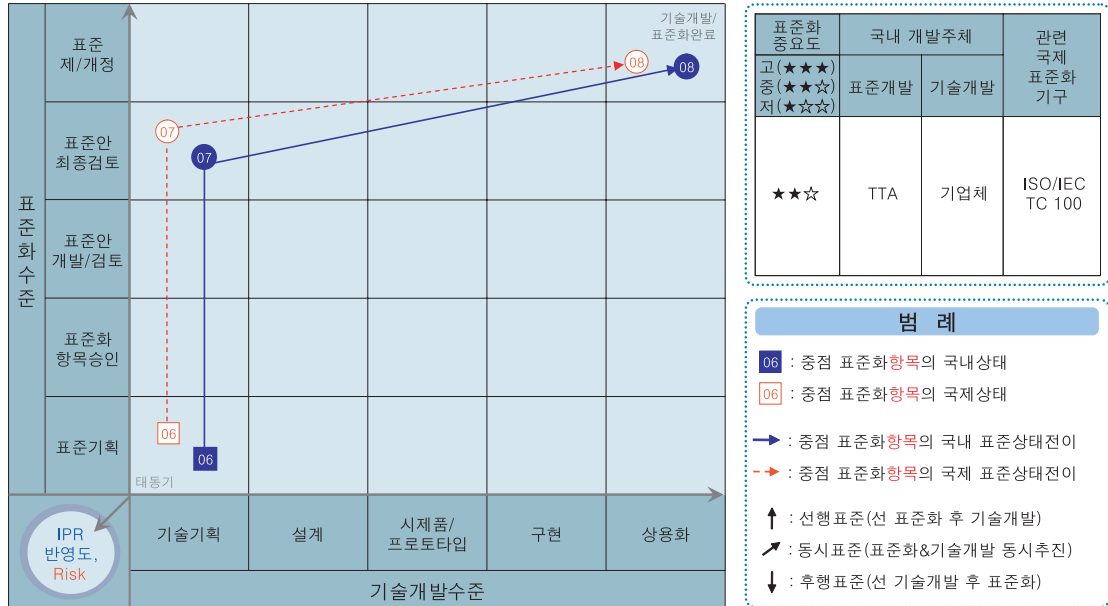 표준화수준
표준
제/개정
표준안
최종검토
표준안
개발/검토
표준화
항목승인
표준기획
기술개발/
표준화완료
08
08
07
07
06
06
태동기
IPR
반영도,
Risk
기술기획
설계
시제품/
프로토타입
구현
상용화
기술개발수준
표준화
중요도
국내 개발주체
관련
국제
표준화
기구
고(★★★)
중(★★☆)
저(★☆☆)
표준개발
기술개발
★★☆
TTA
기업체
ISO/IEC
TC 100
범 례
06 : 중점 표준화항목의 국내상태
06 : 중점 표준화항목의 국제상태
: 중점 표준화항목의 국내 표준상태전이
: 중점 표준화항목의 국제 표준상태전이
: 선행표준(선 표준화 후 기술개발)
: 동시표준(표준화&기술개발 동시추진)
: 후행표준(선 기술개발 후 표준화)